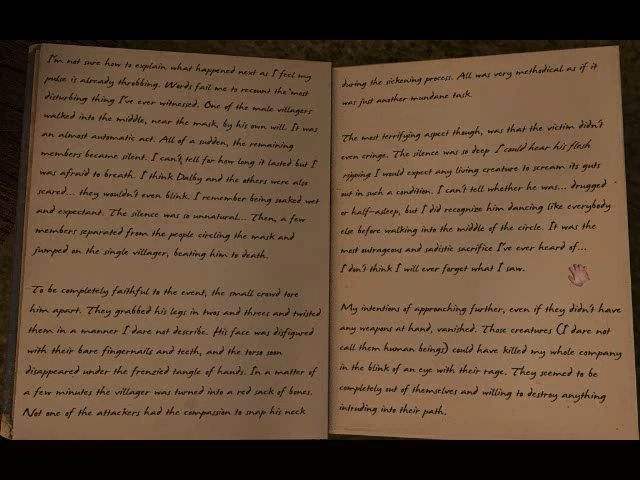 I'm not sure how to explain what happened next as I feel my
pulse is already throbbing. Words fail me to recount the most
disturbing thing I've ever witnessed. One of the male villagers
walked into the middle, near the mask, by his own will. It was
an almost automatic act. All of a sudden, the remaining
members became silent. I can't tell for how long it lasted but I
was afraid to breath. I think Dalby and the others were also
scared... they wouldn't even blink. I remember being soaked wet
and expectant. The silence was so unnatural... Then, a few
members separated from the people circling the mask and
jumped on the single villager, beating him to death.
To be completely faithful to the event, the small crowd tore
him apart. They grabbed his legs in twos and threes and twisted
them in a manner I dare not describe. His face was disfigured
with their bare fingernails and teeth, and the torso soon
disappeared under the frenzied tangle of hands. In a matter of
a few minutes the villager was turned into a red sack of bones.
Not one of the attackers had the compassion to snap his neck
during the sickening process. All was very methodical as if it
was just another mundane task.
The most terrifying aspect though, was that the victim didn't
even cringe. The silence was so deep I could hear his flesh
ripping! I would expect any living creature to scream its guts
out in such a condition. I can't tell whether he was... drugged
or half-asleep, but I did recognize him dancing like everybody
else before walking into the middle of the circle. It was the
most outrageous and sadistic sacrifice I've ever heard of...
I don't think I will ever forget what I saw.
My intentions of approaching further, even if they didn't have
any weapons at hand, vanished. Those creatures (I dare not
call them human beings) could have killed my whole company
in the blink of an eye with their rage. They seemed to be
completely out of themselves and willing to destroy anything
intruding into their path.